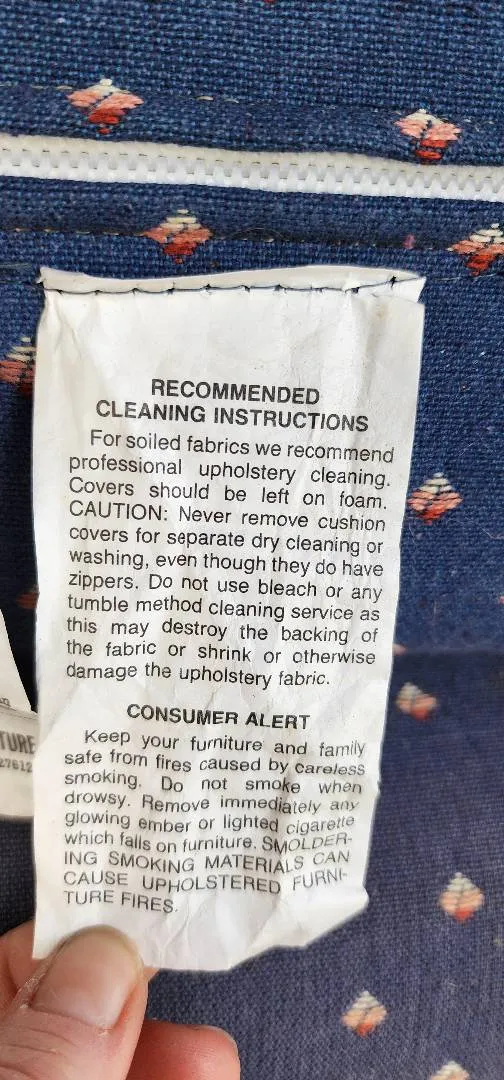 RECOMMENDED
CLEANING INSTRUCTIONS
For soiled fabrics we recommend
professional upholstery cleaning.
Covers should be left on foam.
CAUTION: Never remove cushion
covers for separate dry cleaning or
washing, even though they do have
zippers. Do not use bleach or any
tumble method cleaning service as
this may destroy the backing of
the fabric or shrink or otherwise
damage the upholstery fabric.
CONSUMER ALERT
Keep your furniture and family
safe from fires caused by careless
smoking. Do not smoke when
drowsy. Remove immediately any
glowing ember or lighted cigarette
which falls on furniture. SMOLDER-
ING SMOKING MATERIALS CAN
CAUSE UPHOLSTERED FURNI-
TURE FIRES.
TURE
27612